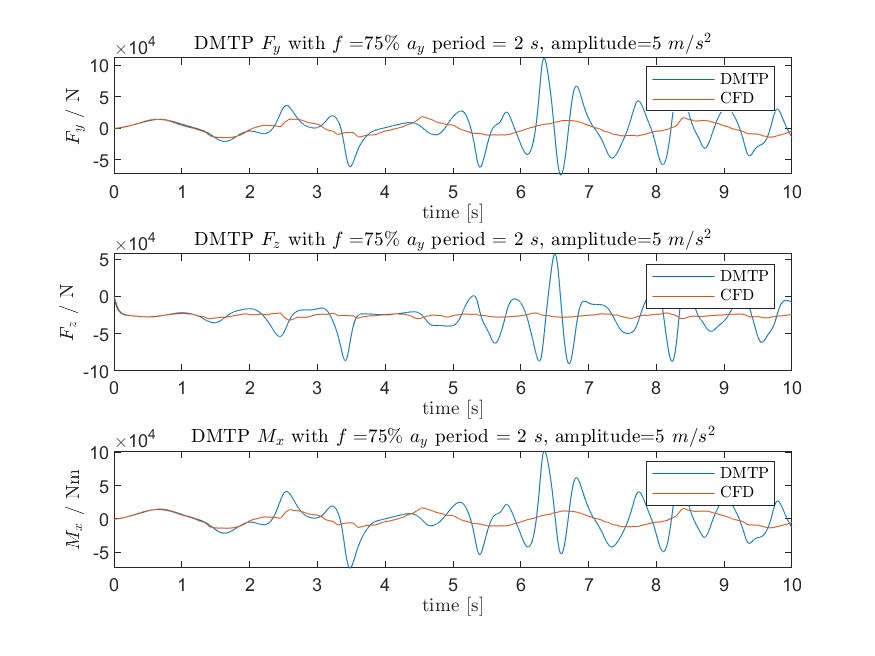 DMTP F_y with f =75% a_y period = 2 s, amplitude=5 m/s²
×10⁴
10
5
0
-5
F_y / N
DMTP
CFD
0 1 2 3 4 5 6 7 8 9 10
time [s]
DMTP F_z with f =75% a_y period = 2 s, amplitude=5 m/s²
×10⁴
5
0
-5
-10
F_z / N
DMTP
CFD
0 1 2 3 4 5 6 7 8 9 10
time [s]
DMTP M_x with f =75% a_y period = 2 s, amplitude=5 m/s²
×10⁴
10
5
0
-5
M_x / Nm
DMTP
CFD
0 1 2 3 4 5 6 7 8 9 10
time [s]